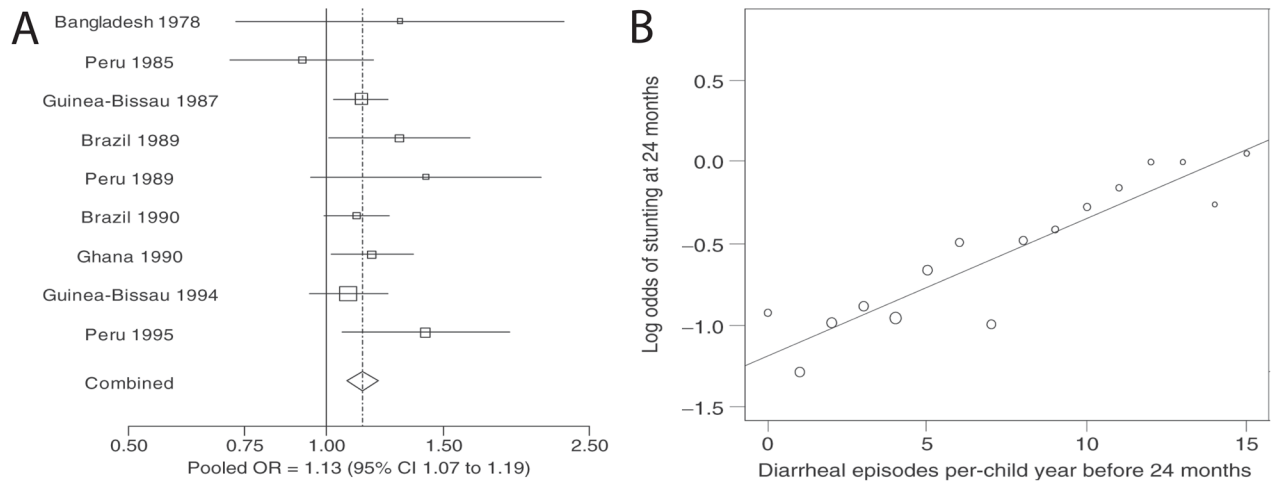 A
Bangladesh 1978
Peru 1985
Guinea-Bissau 1987
Brazil 1989
Peru 1989
Brazil 1990
Ghana 1990
Guinea-Bissau 1994
Peru 1995
Combined
0.50 0.75 1.00 1.50 2.50
Pooled OR = 1.13 (95% CI 1.07 to 1.19)
B
Log odds of stunting at 24 months
0.5
0.0
−0.5
−1.0
−1.5
0 5 10 15
Diarrheal episodes per-child year before 24 months